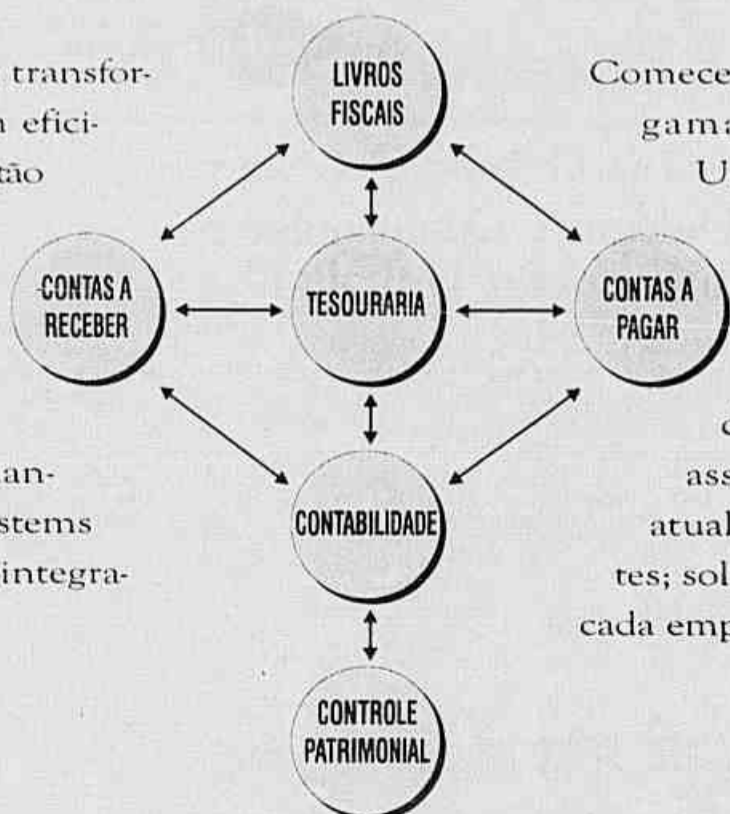 transfor-
efici-
LIVROS
FISCAIS
Comece
gama
U
CONTAS A
RECEBER
TESOURARIA
CONTAS A
PAGAR
an-
stems
integra-
CONTABILIDADE
ass
atual
tes; sol
cada emp
CONTROLE
PATRIMONIAL